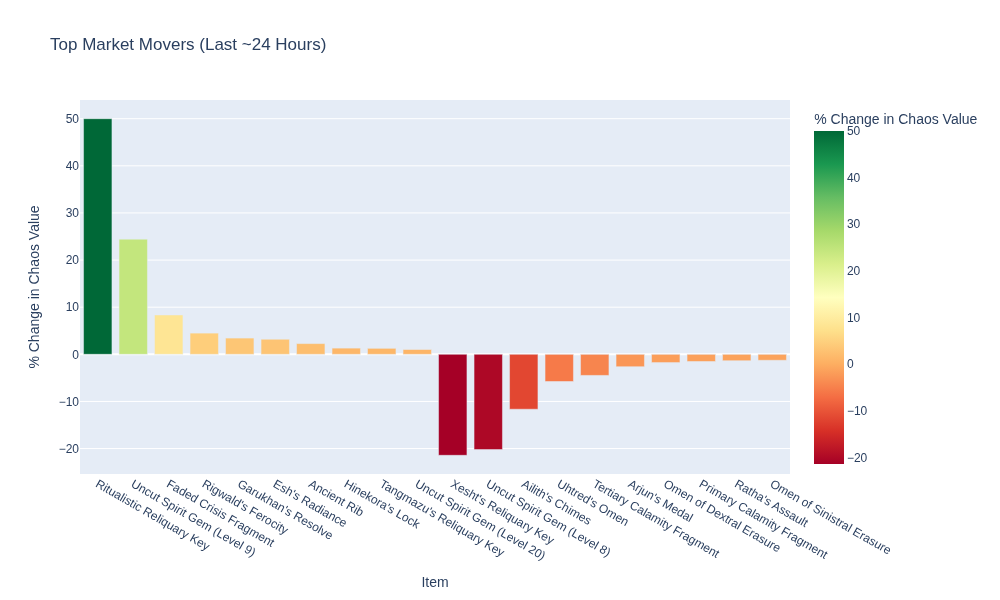 Top Market Movers (Last ~24 Hours)
% Change in Chaos Value
50
40
30
20
10
0
−10
−20
% Change in Chaos Value
50
40
30
20
10
0
−10
−20
Ritualistic Reliquary Key
Uncut Spirit Gem (Level 9)
Faded Crisis Fragment
Rigwald's Ferocity
Garukhan's Resolve
Esh's Radiance
Ancient Rib
Hinekora's Lock
Tangmazu's Reliquary Key
Uncut Spirit Gem (Level 20)
Xesht's Reliquary Key
Uncut Spirit Gem (Level 8)
Ailith's Chimes
Uhtred's Omen
Tertiary Calamity Fragment
Arjun's Medal
Omen of Dextral Erasure
Primary Calamity Fragment
Ratha's Assault
Omen of Sinistral Erasure
Item